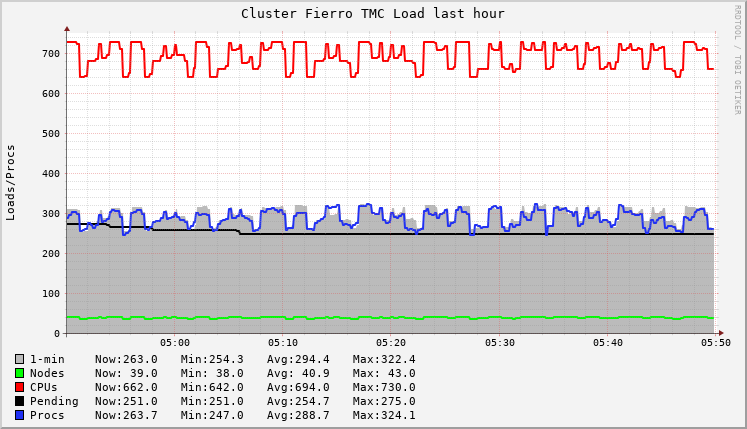 Cluster Fierro TMC Load last hour
RRDTOOL / TOBI OETIKER
Loads/Procs
700
600
500
400
300
200
100
0
05:00 05:10 05:20 05:30 05:40 05:50
1-min Now:263.0 Min:254.3 Avg:294.4 Max:322.4
Nodes Now: 39.0 Min: 38.0 Avg: 40.9 Max: 43.0
CPUs Now:662.0 Min:642.0 Avg:694.0 Max:730.0
Pending Now:251.0 Min:251.0 Avg:254.7 Max:275.0
Procs Now:263.7 Min:247.0 Avg:288.7 Max:324.1